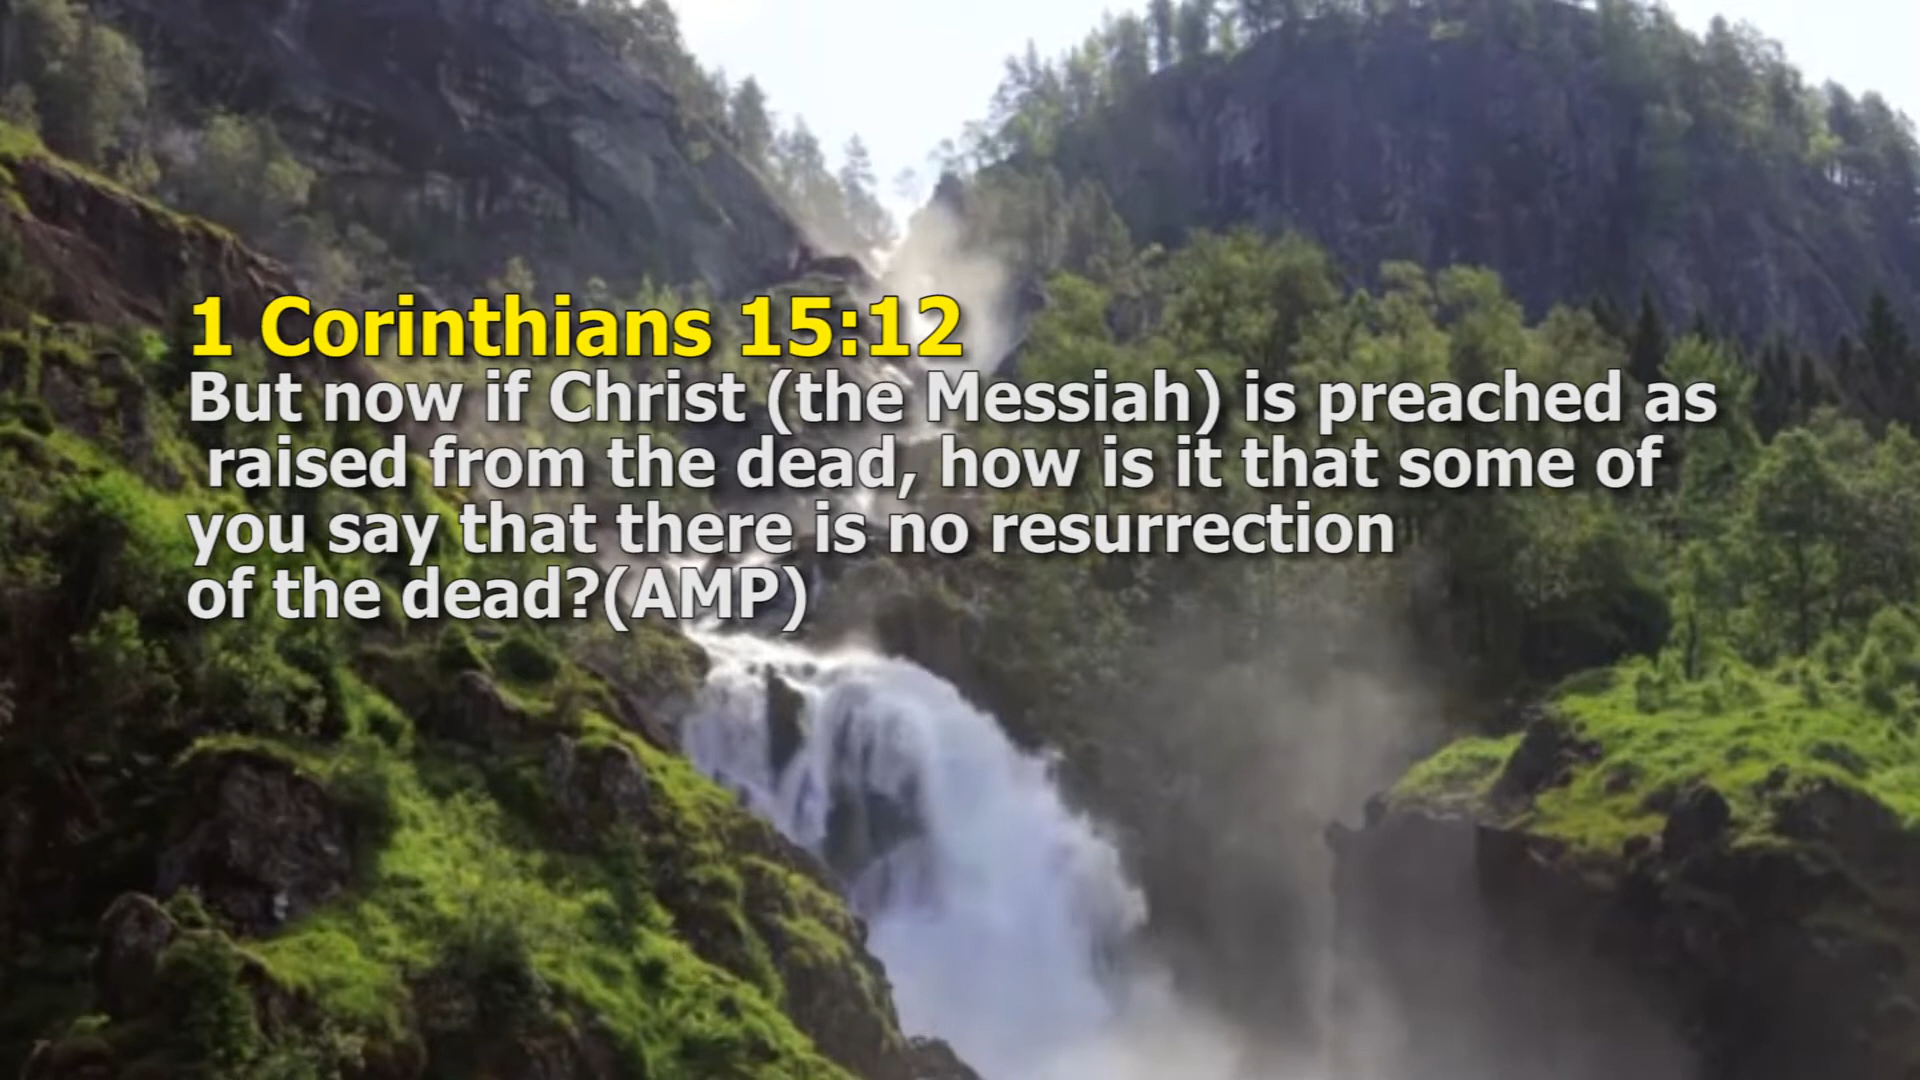 1 Corinthians 15:12
But now if Christ (the Messiah) is preached as
raised from the dead, how is it that some of
you say that there is no resurrection
of the dead?(AMP)